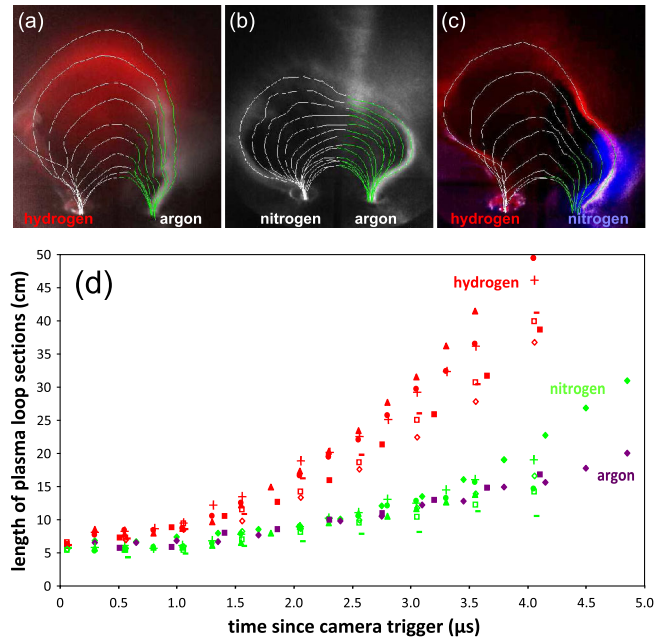 (a) (b) (c)
hydrogen argon nitrogen argon hydrogen nitrogen
(d)
hydrogen
nitrogen
argon
length of plasma loop sections (cm)
50
45
40
35
30
25
20
15
10
5
0
0 0.5 1.0 1.5 2.0 2.5 3.0 3.5 4.0 4.5 5.0
time since camera trigger (μs)